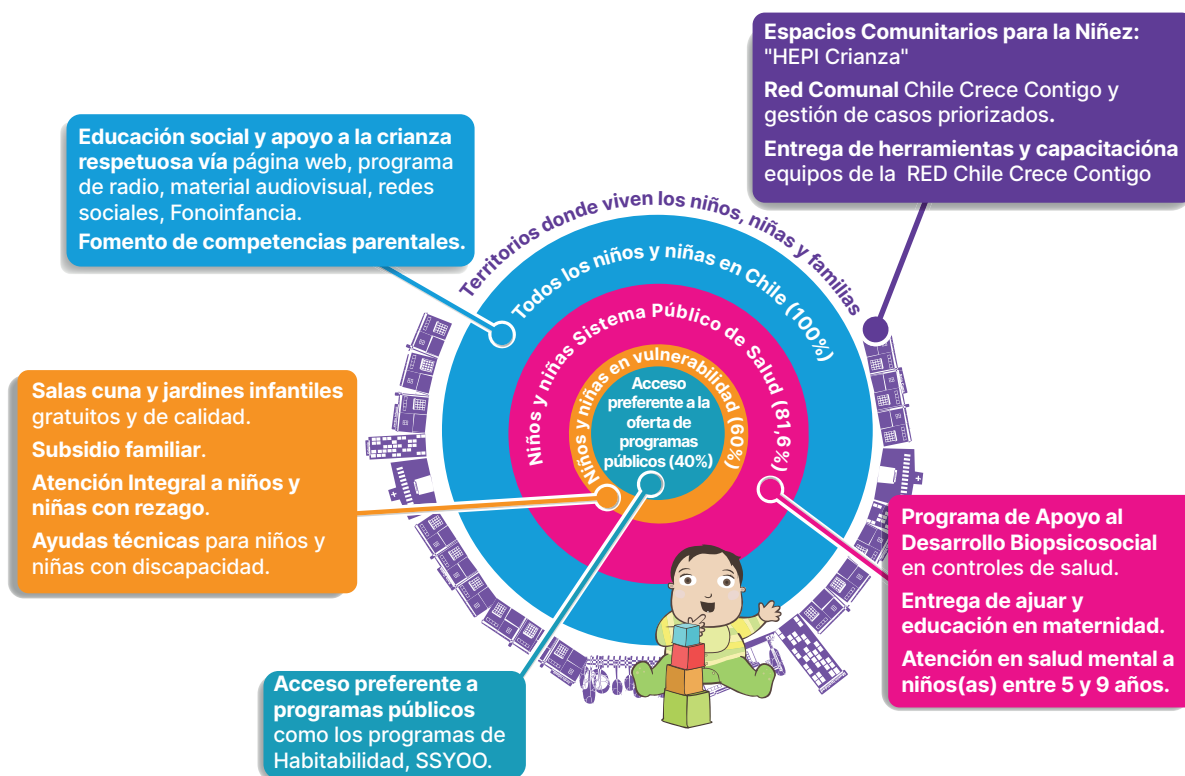 Espacios Comunitarios para la Niñez:
"HEPI Crianza"
Red Comunal Chile Crece Contigo y
gestión de casos priorizados.
Entrega de herramientas y capacitacióna
equipos de la RED Chile Crece Contigo
Educación social y apoyo a la crianza
respetuosa vía página web, programa
de radio, material audiovisual, redes
sociales, Fonoinfancia.
Fomento de competencias parentales.
Territorios donde viven los niños, niñas y familias
Todos los niños y niñas en Chile (100%)
Niños y niñas Sistema Público de Salud (81,6%)
Niños y niñas en vulnerabilidad (60%)
Acceso
preferente a la
oferta de
programas
públicos (40%)
Salas cuna y jardines infantiles
gratuitos y de calidad.
Subsidio familiar.
Atención Integral a niños y
niñas con rezago.
Ayudas técnicas para niños y
niñas con discapacidad.
Programa de Apoyo al
Desarrollo Biopsicosocial
en controles de salud.
Entrega de ajuar y
educación en maternidad.
Atención en salud mental a
niños(as) entre 5 y 9 años.
Acceso preferente a
programas públicos
como los programas de
Habitabilidad, SSYOO.